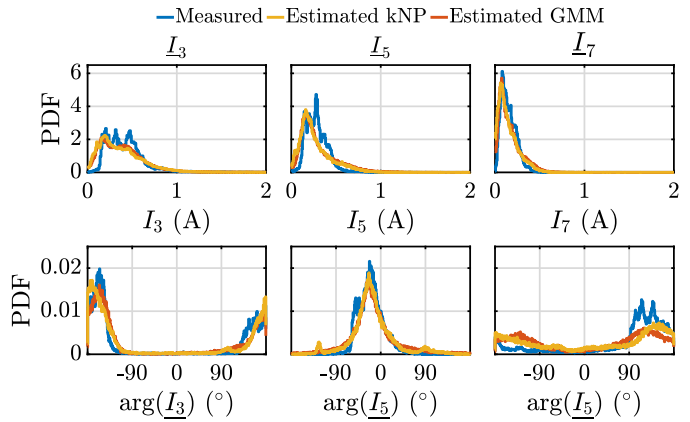 Measured Estimated kNP Estimated GMM
I3 I5 I7
PDF
6
4
2
0
0 1 2 0 1 2 0 1 2
I3 (A) I5 (A) I7 (A)
PDF
0.02
0.01
0
-90 0 90 -90 0 90 -90 0 90
arg(I3) (°) arg(I5) (°) arg(I5) (°)